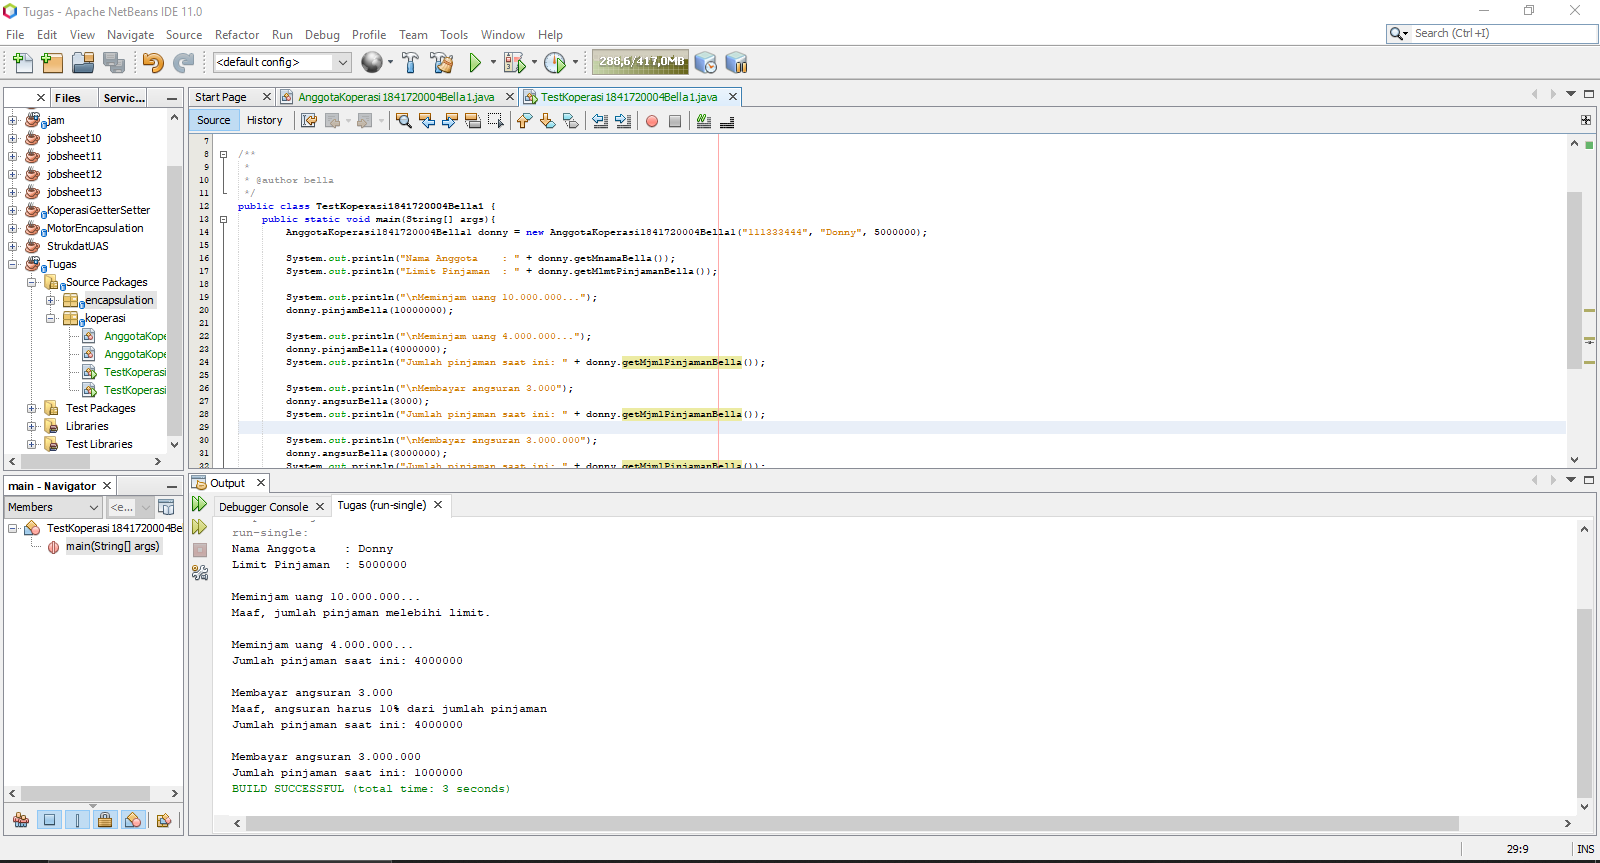 Tugas - Apache NetBeans IDE 11.0
File Edit View Navigate Source Refactor Run Debug Profile Team Tools Window Help
Search (Ctrl+I)
<default config>
288,6/417,0MB
Files Servic...
Start Page
AnggotaKoperasi1841720004Bella1.java
TestKoperasi1841720004Bella1.java
Source History
jam
jobsheet10
jobsheet11
jobsheet12
jobsheet13
KoperasiGetterSetter
MotorEncapsulation
StrukdatUAS
Tugas
Source Packages
encapsulation
koperasi
AnggotaKope
AnggotaKope
TestKoperasi
TestKoperasi
Test Packages
Libraries
Test Libraries
7
8 /**
9 *
10 * @author bella
11 */
12 public class TestKoperasi1841720004Bella1 {
13 public static void main(String[] args){
14 AnggotaKoperasi1841720004Bella1 donny = new AnggotaKoperasi1841720004Bella1("111333444", "Donny", 5000000);
15
16 System.out.println("Nama Anggota    : " + donny.getMnamaBella());
17 System.out.println("Limit Pinjaman  : " + donny.getMlmtPinjamanBella());
18
19 System.out.println("\nMeminjam uang 10.000.000...");
20 donny.pinjamBella(10000000);
21
22 System.out.println("\nMeminjam uang 4.000.000...");
23 donny.pinjamBella(4000000);
24 System.out.println("Jumlah pinjaman saat ini: " + donny.getMjmlPinjamanBella());
25
26 System.out.println("\nMembayar angsuran 3.000");
27 donny.angsurBella(3000);
28 System.out.println("Jumlah pinjaman saat ini: " + donny.getMjmlPinjamanBella());
29
30 System.out.println("\nMembayar angsuran 3.000.000");
31 donny.angsurBella(3000000);
32 System.out.println("Jumlah pinjaman saat ini: " + donny.getMjmlPinjamanBella());
main - Navigator
Members
<e...
TestKoperasi1841720004Be
main(String[] args)
Output
Debugger Console
Tugas (run-single)
run-single:
Nama Anggota    : Donny
Limit Pinjaman  : 5000000
Meminjam uang 10.000.000...
Maaf, jumlah pinjaman melebihi limit.
Meminjam uang 4.000.000...
Jumlah pinjaman saat ini: 4000000
Membayar angsuran 3.000
Maaf, angsuran harus 10% dari jumlah pinjaman
Jumlah pinjaman saat ini: 4000000
Membayar angsuran 3.000.000
Jumlah pinjaman saat ini: 1000000
BUILD SUCCESSFUL (total time: 3 seconds)
29:9 INS